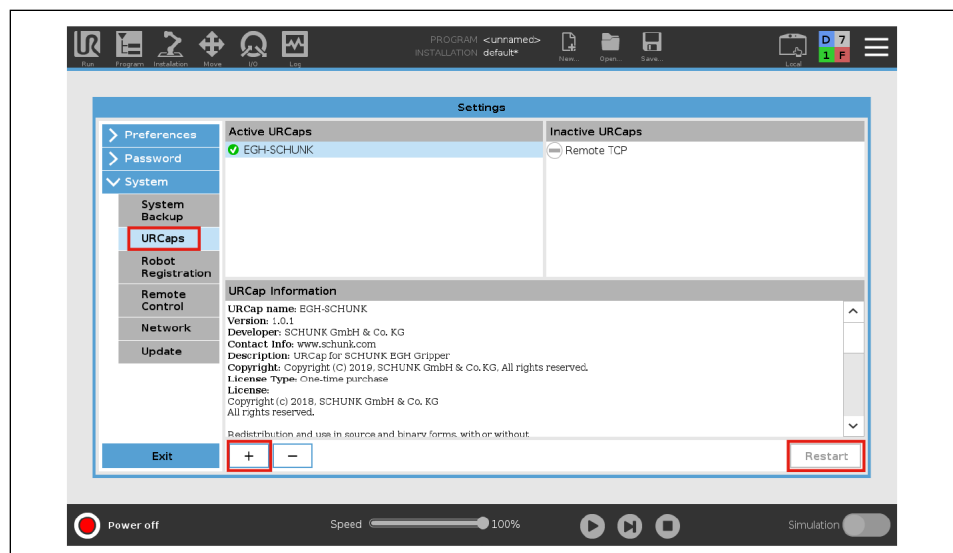 PROGRAM <unnamed>
INSTALLATION default*
Run Program Installation Move I/O Log New... Open... Save... Local
D 7
1 F
Settings
Preferences
Password
System
System
Backup
URCaps
Robot
Registration
Remote
Control
Network
Update
Exit
Active URCaps
EGH-SCHUNK
Inactive URCaps
Remote TCP
URCap Information
URCap name: EGH-SCHUNK
Version: 1.0.1
Developer: SCHUNK GmbH & Co. KG
Contact Info: www.schunk.com
Description: URCap for SCHUNK EGH Gripper
Copyright: Copyright (C) 2019, SCHUNK GmbH & Co. KG, All rights reserved.
License Type: One-time purchase
License:
Copyright (c) 2018, SCHUNK GmbH & Co. KG
All rights reserved.
Redistribution and use in source and binary forms, with or without
+ −
Restart
Power off
Speed 100%
Simulation